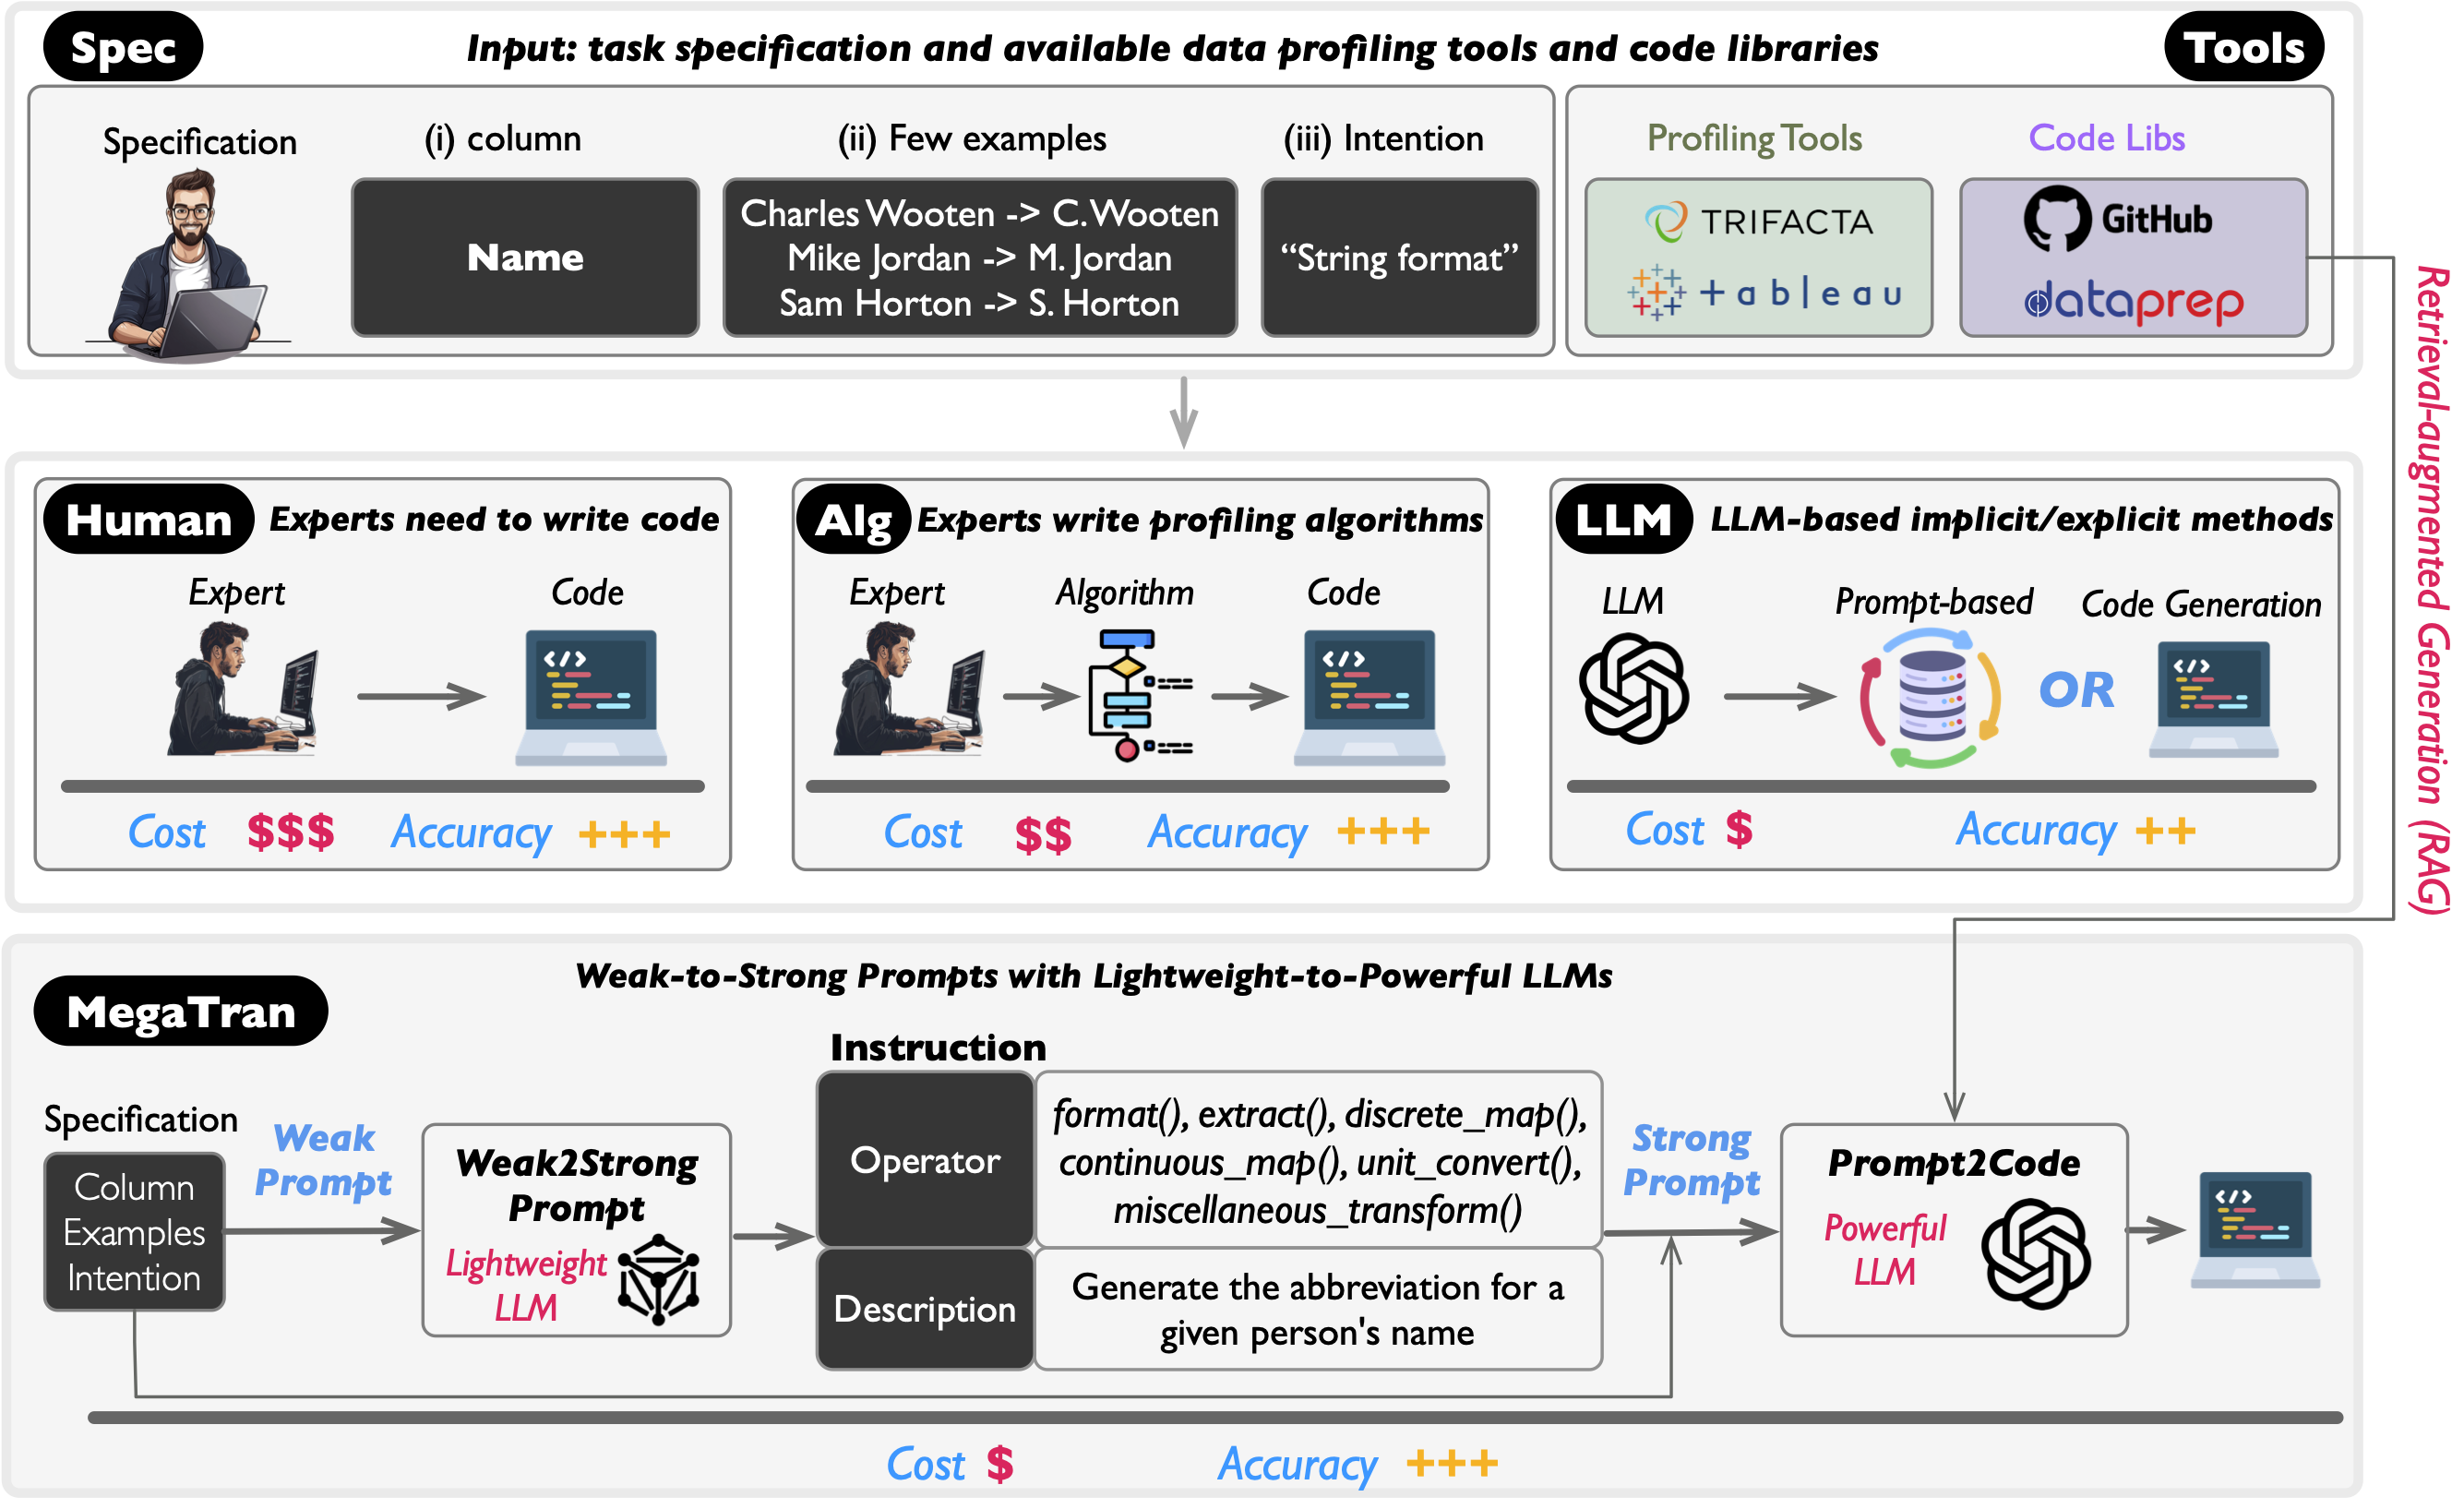 Spec
Input: task specification and available data profiling tools and code libraries
Tools
Specification
(i) column
(ii) Few examples
(iii) Intention
Profiling Tools
Code Libs
Name
Charles Wooten -> C. Wooten
Mike Jordan -> M. Jordan
Sam Horton -> S. Horton
“String format”
TRIFACTA
+ableau
GitHub
dataprep
Retrieval-augmented Generation (RAG)
Human
Experts need to write code
Expert
Code
Cost $$$ Accuracy +++
Alg
Experts write profiling algorithms
Expert
Algorithm
Code
Cost $$ Accuracy +++
LLM
LLM-based implicit/explicit methods
LLM
Prompt-based
OR
Code Generation
Cost $ Accuracy ++
MegaTran
Weak-to-Strong Prompts with Lightweight-to-Powerful LLMs
Specification
Column
Examples
Intention
Weak
Prompt
Weak2Strong
Prompt
Lightweight
LLM
Instruction
Operator
format(), extract(), discrete_map(),
continuous_map(), unit_convert(),
miscellaneous_transform()
Description
Generate the abbreviation for a
given person's name
Strong
Prompt
Prompt2Code
Powerful
LLM
Cost $ Accuracy +++